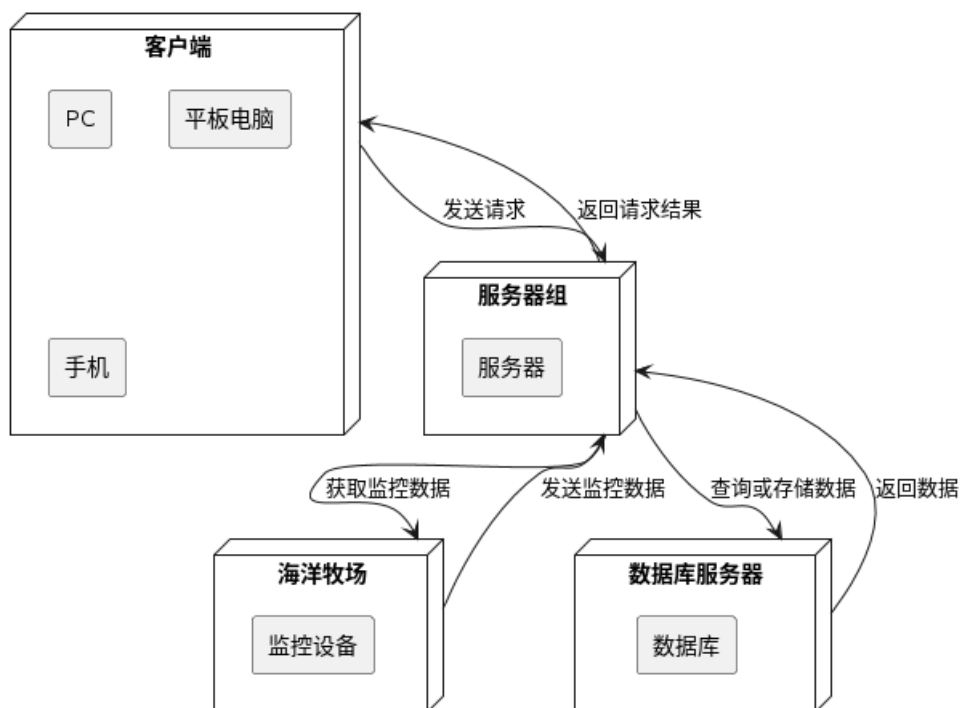 客户端
PC
平板电脑
手机
发送请求
返回请求结果
服务器组
服务器
获取监控数据
发送监控数据
查询或存储数据
返回数据
海洋牧场
监控设备
数据库服务器
数据库